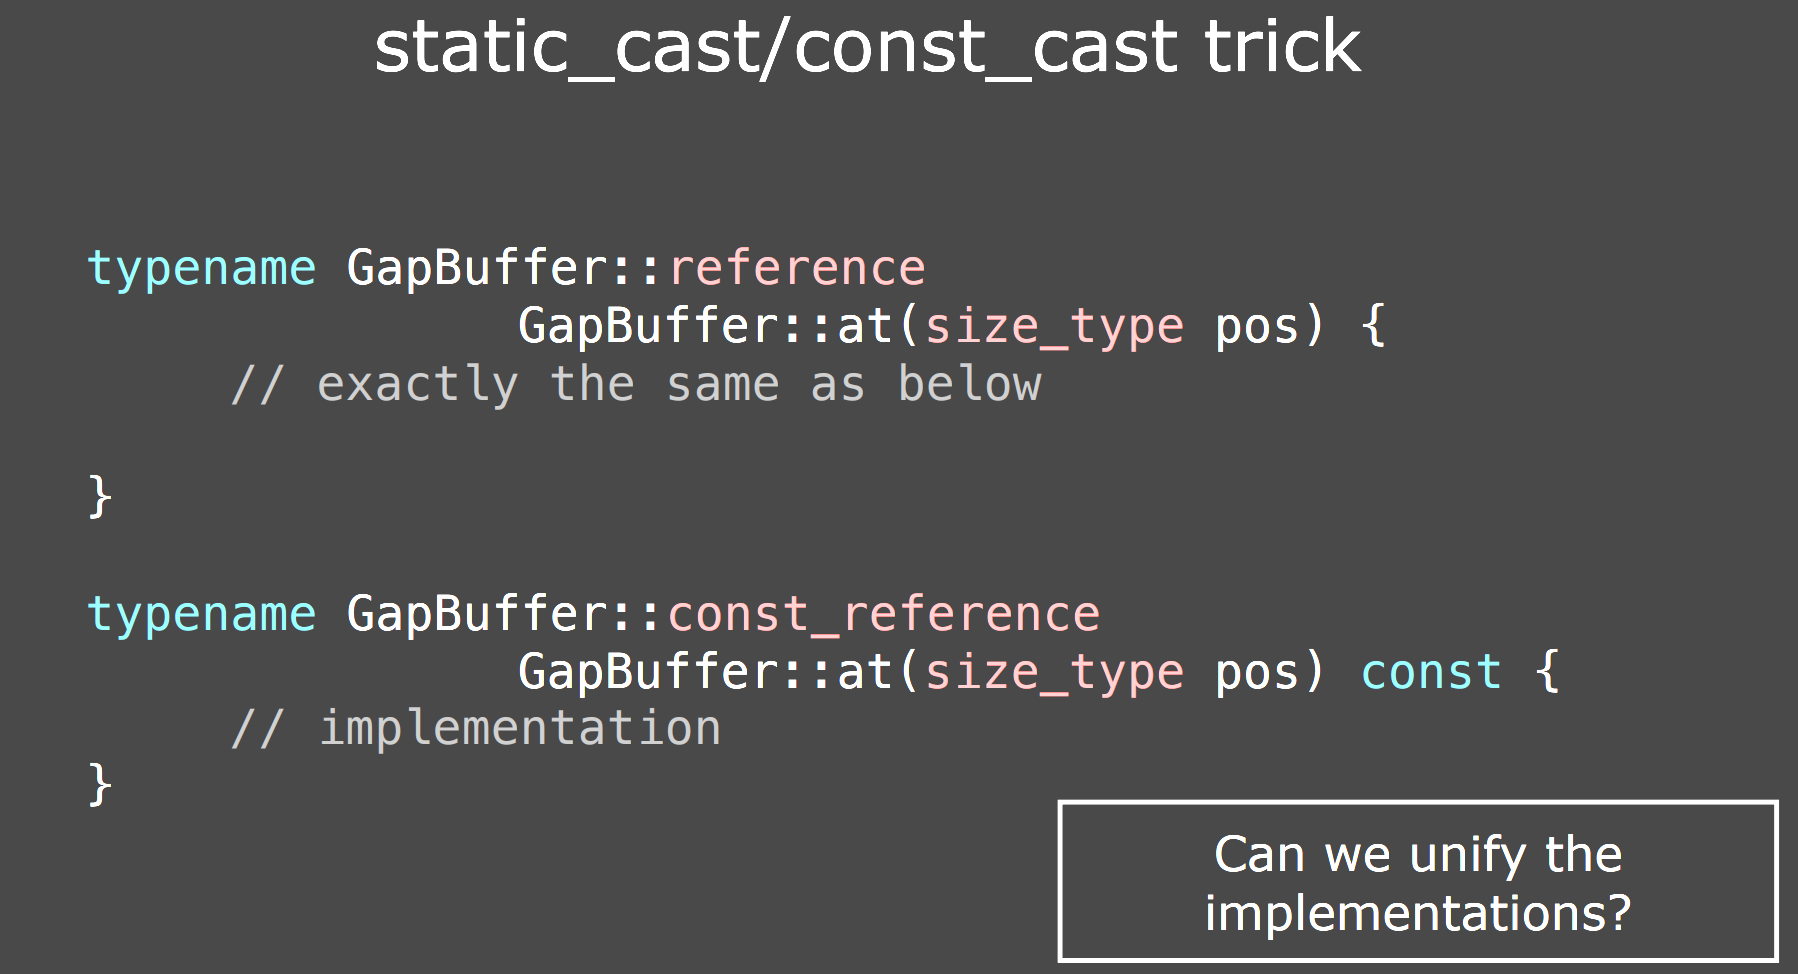 static_cast/const_cast trick
typename GapBuffer::reference
GapBuffer::at(size_type pos) {
// exactly the same as below
}
typename GapBuffer::const_reference
GapBuffer::at(size_type pos) const {
// implementation
}
Can we unify the
implementations?